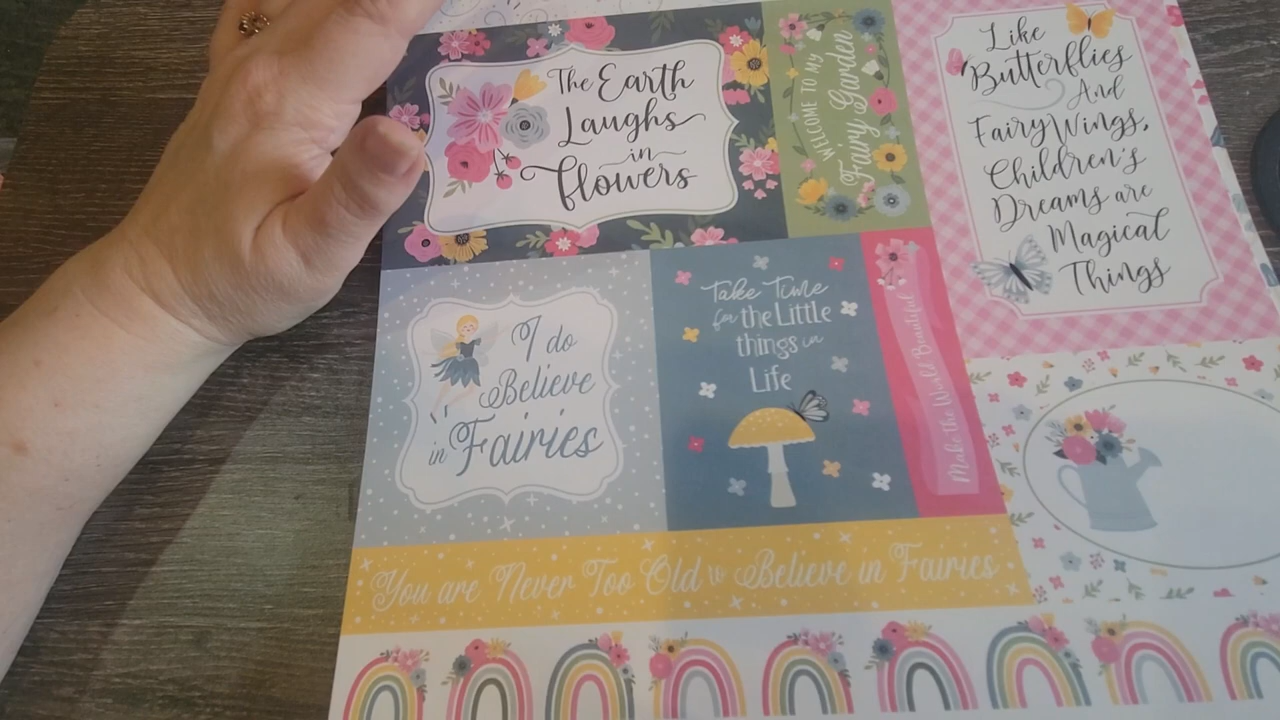 The Earth
Laughs
in
flowers
WELCOME TO MY
Fairy Garden
Like
Butterflies
And
Fairy Wings,
Children's
Dreams are
Magical
Things
I do
Believe
in Fairies
Take Time
for the Little
things in
Life
Make the World Beautiful
You are Never Too Old to Believe in Fairies